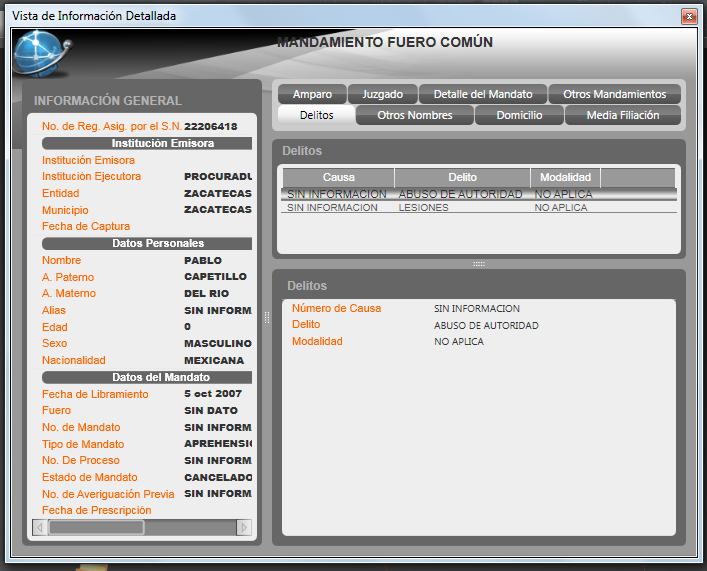 Vista de Información Detallada
MANDAMIENTO FUERO COMÚN
INFORMACIÓN GENERAL
No. de Reg. Asig. por el S.N. 22206418
Institución Emisora
Institución Emisora
Institución Ejecutora PROCURADU
Entidad ZACATECAS
Municipio ZACATECAS
Fecha de Captura
Datos Personales
Nombre PABLO
A. Paterno CAPETILLO
A. Materno DEL RIO
Alias SIN INFORM
Edad 0
Sexo MASCULINO
Nacionalidad MEXICANA
Datos del Mandato
Fecha de Libramiento 5 oct 2007
Fuero SIN DATO
No. de Mandato SIN INFORM
Tipo de Mandato APREHENSIO
No. De Proceso SIN INFORM
Estado de Mandato CANCELADO
No. de Averiguación Previa SIN INFORM
Fecha de Prescripción
Amparo Juzgado Detalle del Mandato Otros Mandamientos
Delitos Otros Nombres Domicilio Media Filiación
Delitos
Causa Delito Modalidad
SIN INFORMACION ABUSO DE AUTORIDAD NO APLICA
SIN INFORMACION LESIONES NO APLICA
Delitos
Número de Causa SIN INFORMACION
Delito ABUSO DE AUTORIDAD
Modalidad NO APLICA